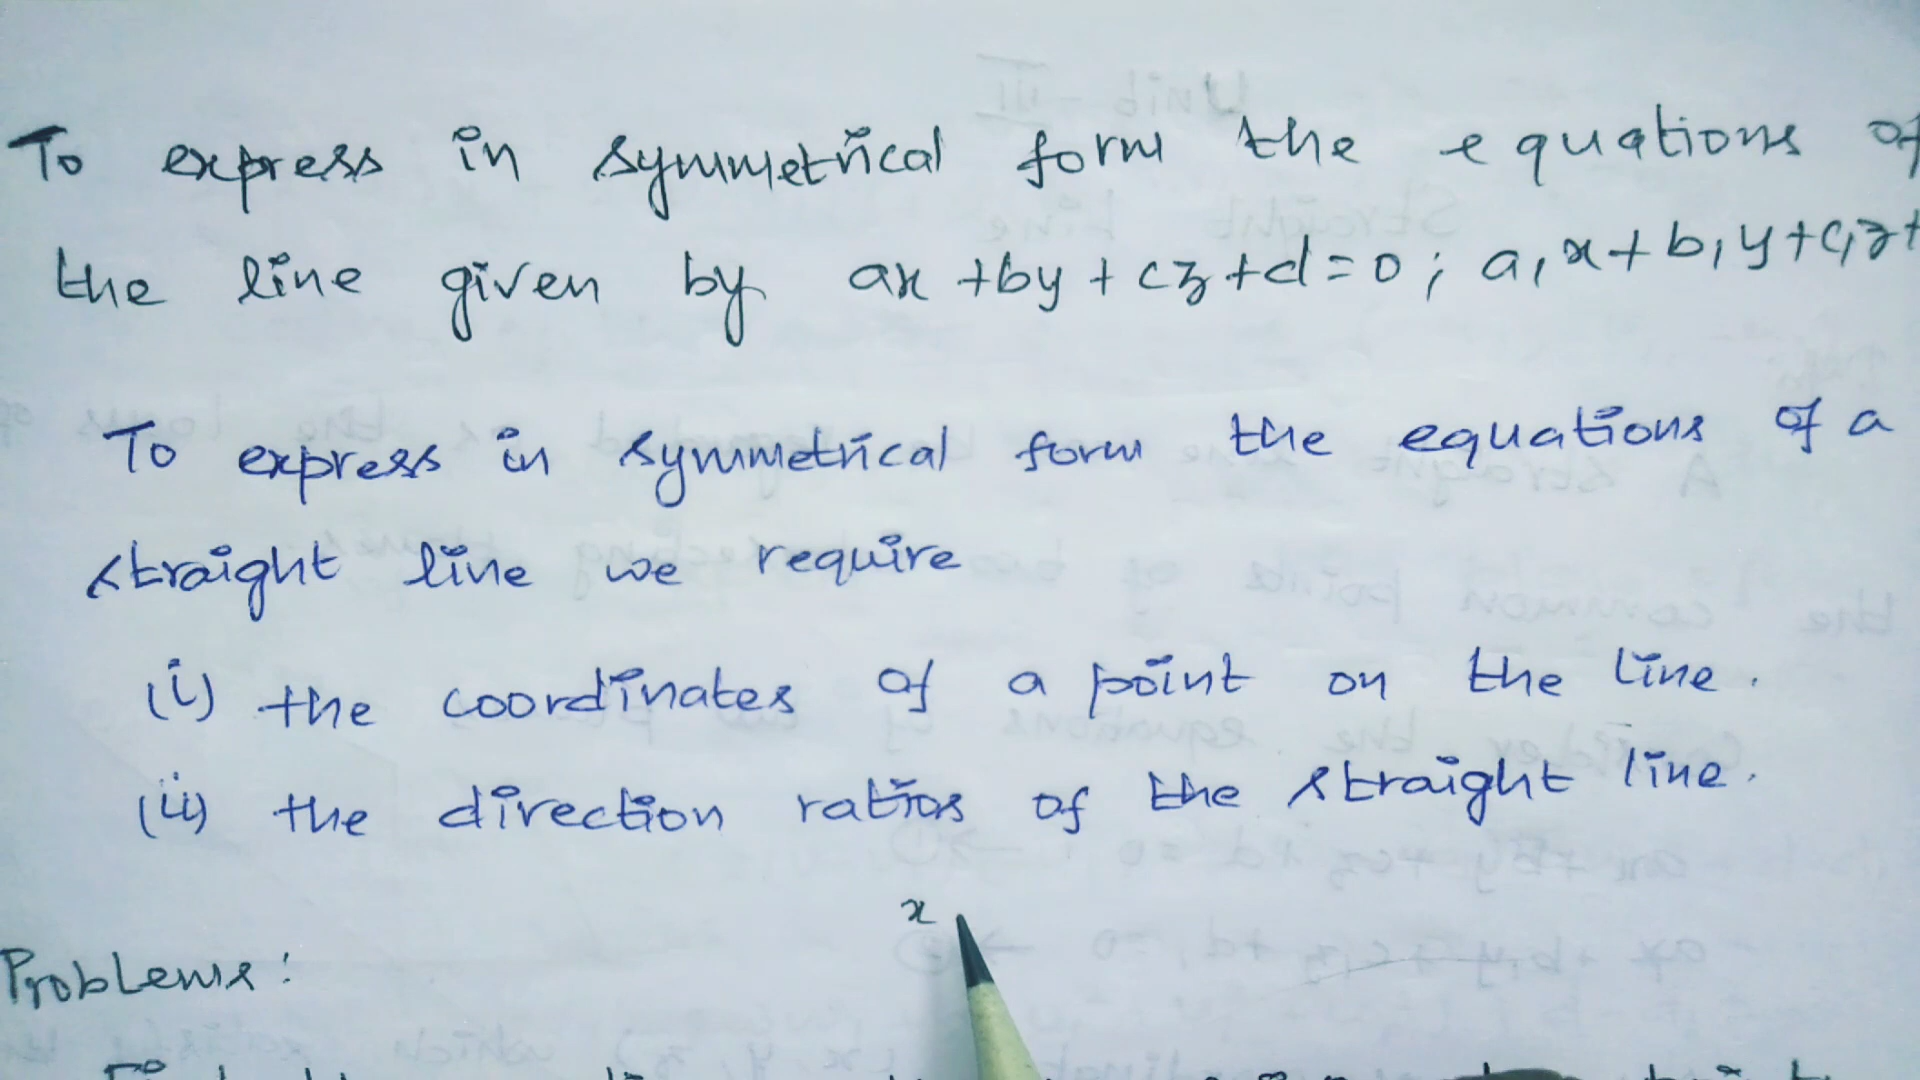 To express in symmetrical form the equations of
the line given by ax +by + cz +d=0; a₁x+b₁y+c₁z+
To express in symmetrical form the equations of a
straight line we require
(i) the coordinates of a point on the line.
(ii) the direction ratios of the straight line.
x
Problems: